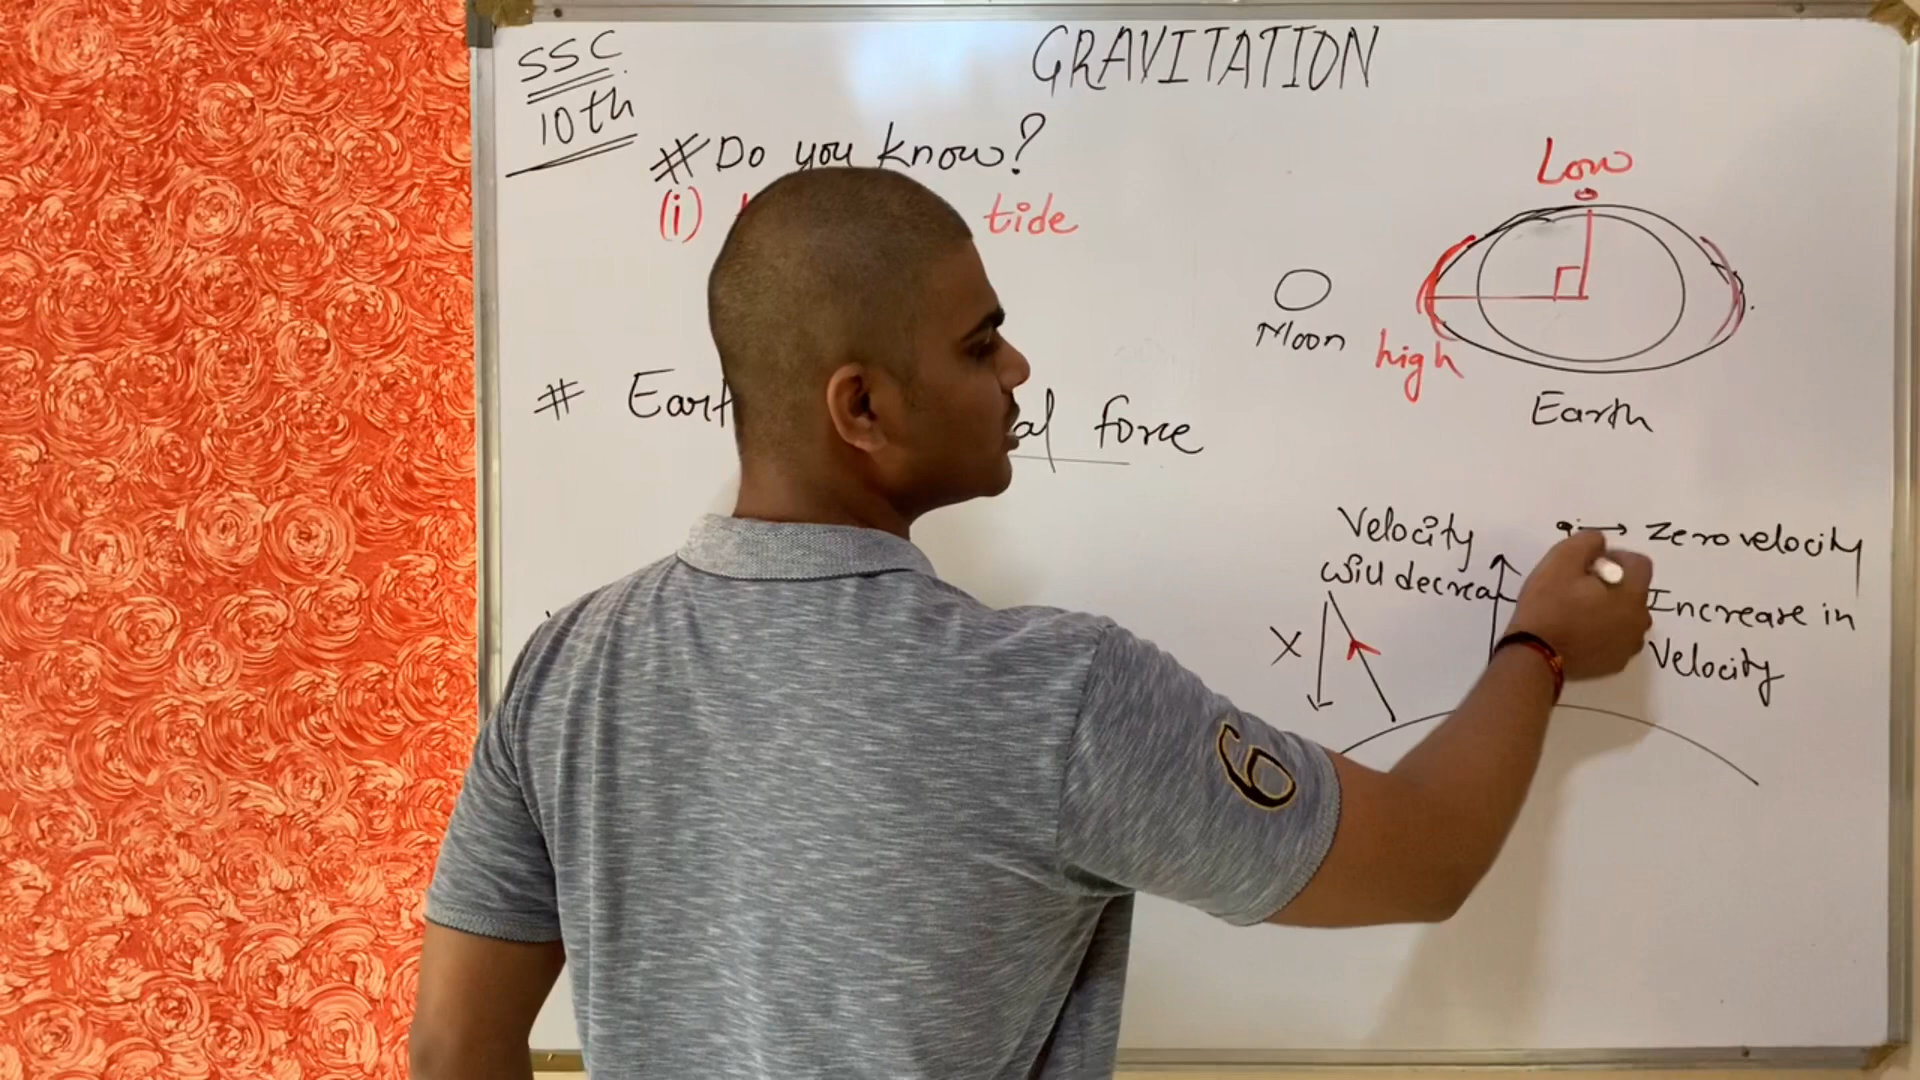 SSC
10th
GRAVITATION
# Do you know?
(i) tide
Low
Moon
high
Earth
# force
Velocity
will
zero velocity
Increase in
Velocity
X
6